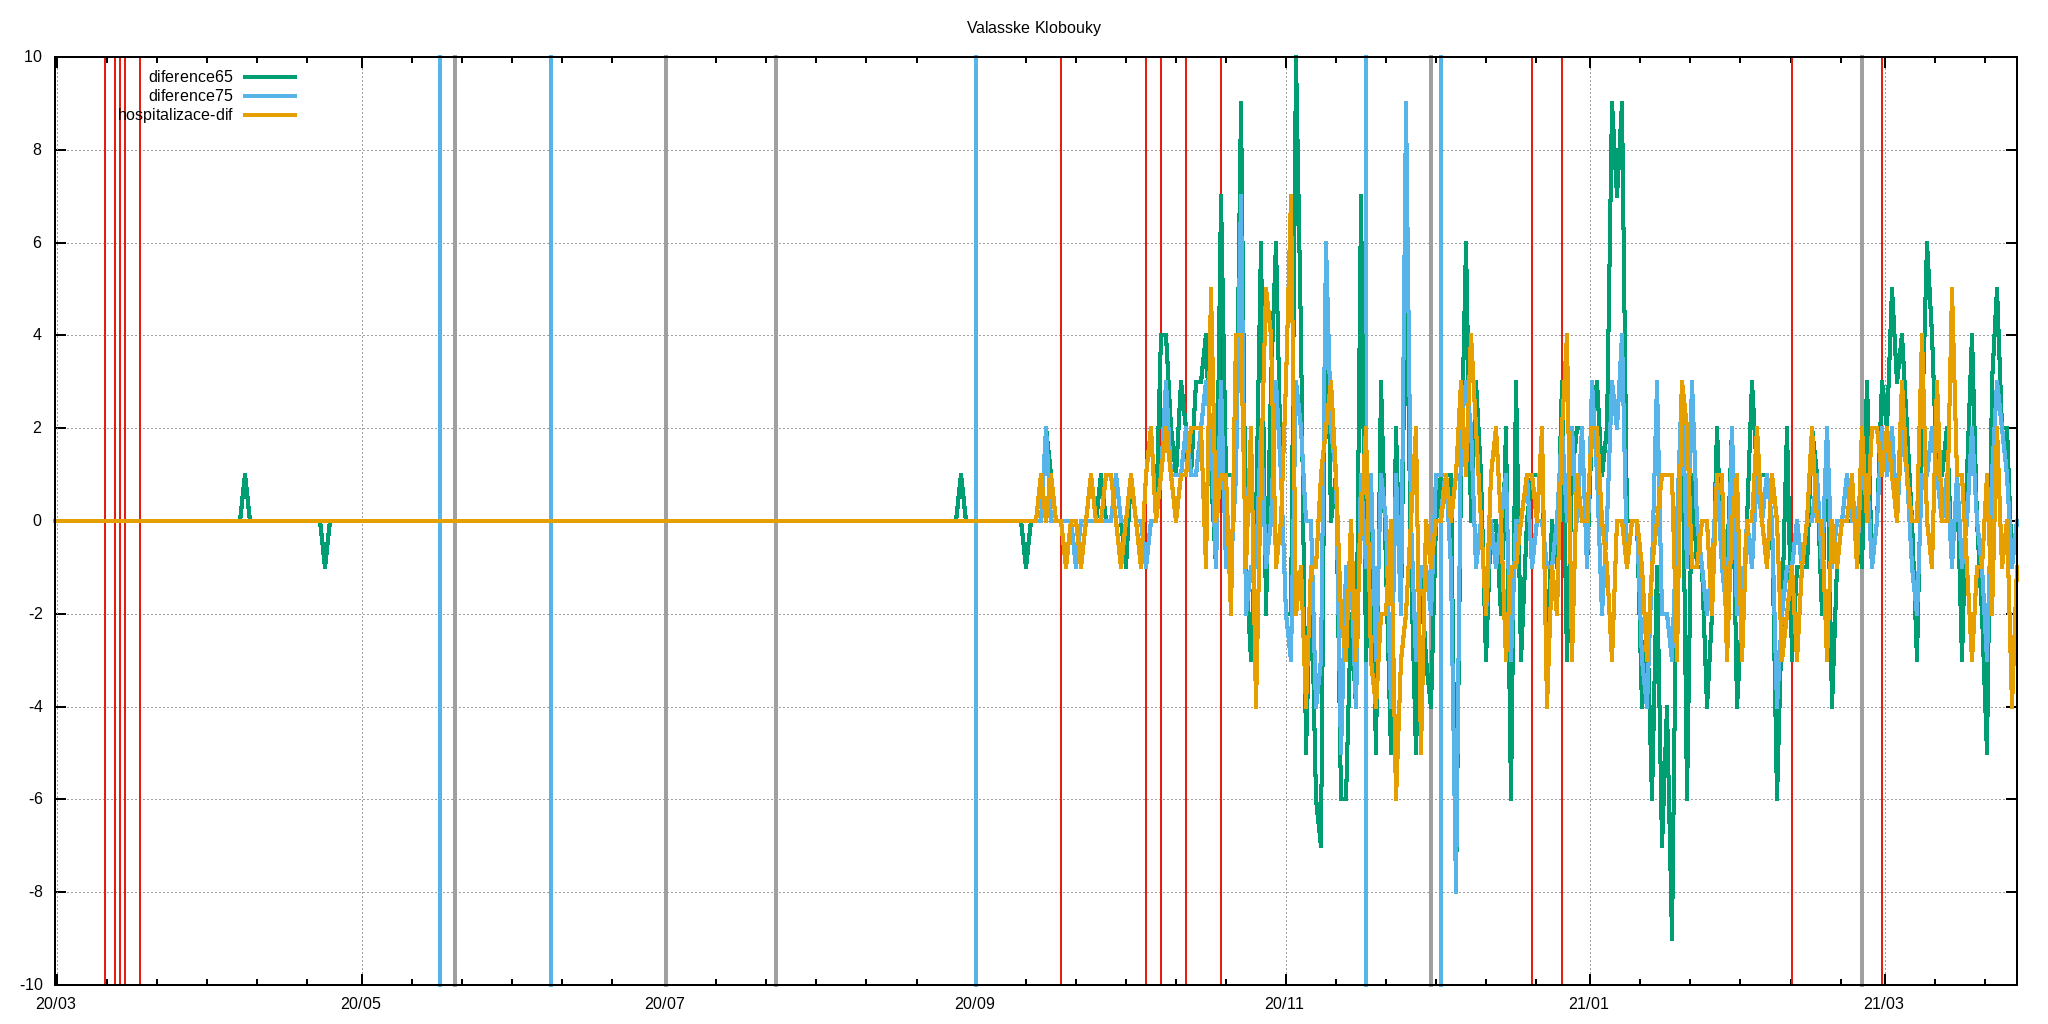 Valasske Klobouky
10
diference65
diference75
hospitalizace-dif
8
6
4
2
0
-2
-4
-6
-8
-10
20/03 20/05 20/07 20/09 20/11 21/01 21/03